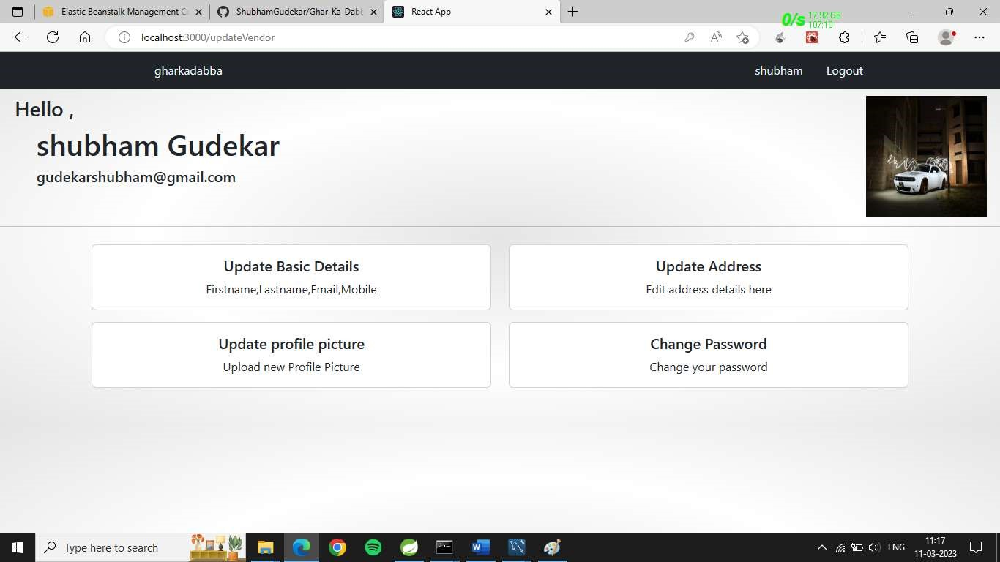 Elastic Beanstalk Management Co
ShubhamGudekar/Ghar-Ka-Dabb
React App
0/s 17.92 GB
107:10
localhost:3000/updateVendor
gharkadabba shubham Logout
Hello ,
shubham Gudekar
gudekarshubham@gmail.com
Update Basic Details
Firstname,Lastname,Email,Mobile
Update Address
Edit address details here
Update profile picture
Upload new Profile Picture
Change Password
Change your password
Type here to search
ENG
11:17
11-03-2023